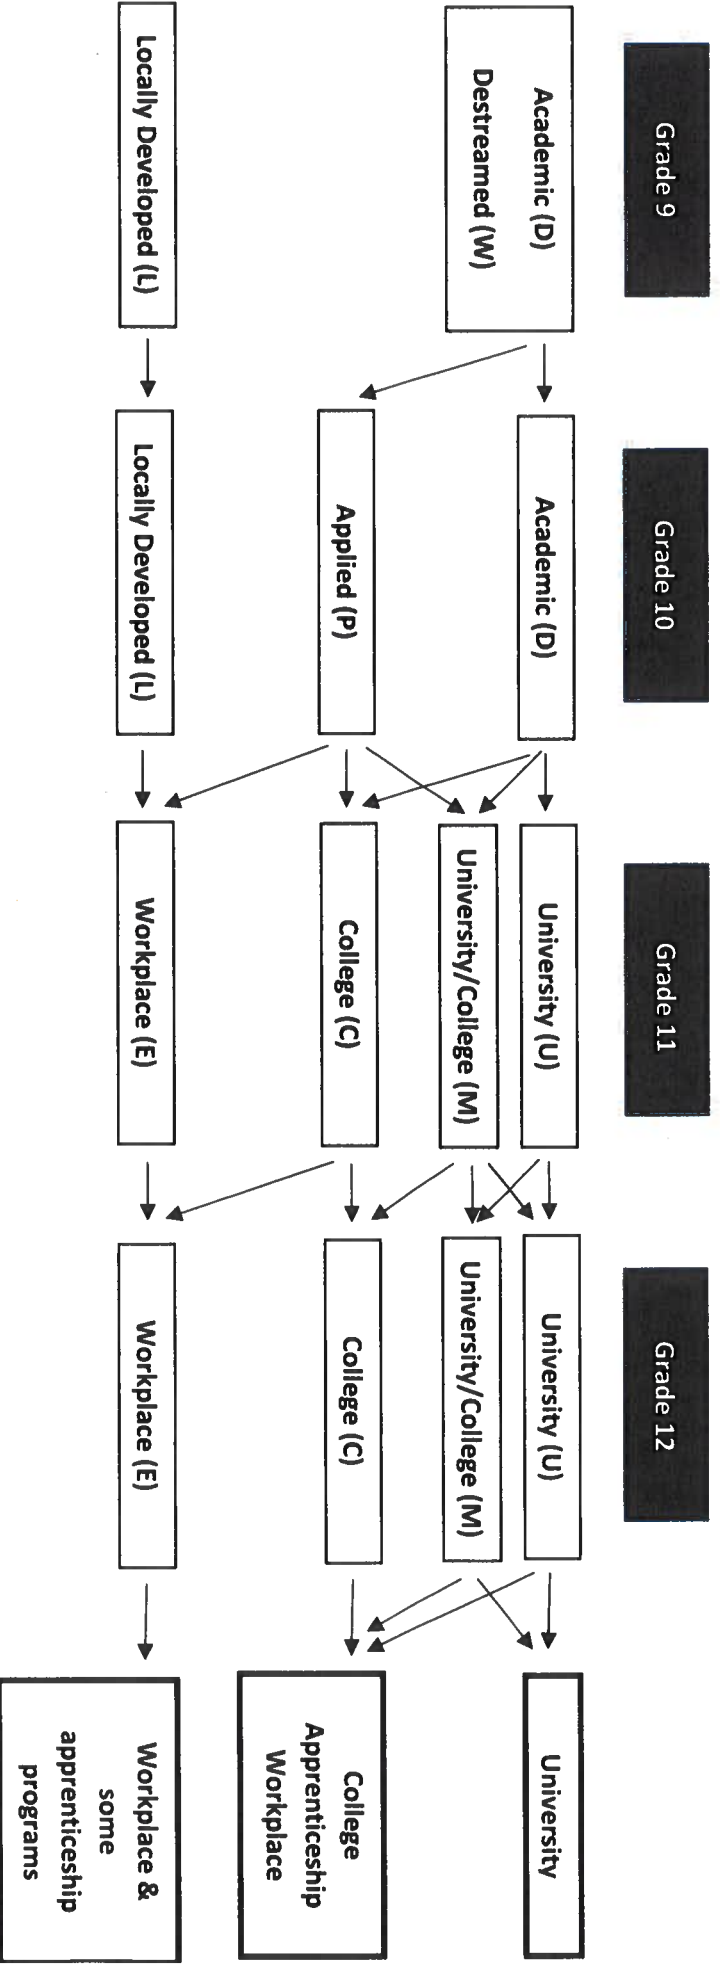 Grade 9
Grade 10
Grade 11
Grade 12
Academic (D)
Destreamed (W)
Academic (D)
University (U)
University (U)
University
University/College (M)
University/College (M)
Applied (P)
College (C)
College (C)
College
Apprenticeship
Workplace
Locally Developed (L)
Locally Developed (L)
Workplace (E)
Workplace (E)
Workplace &
some
apprenticeship
programs